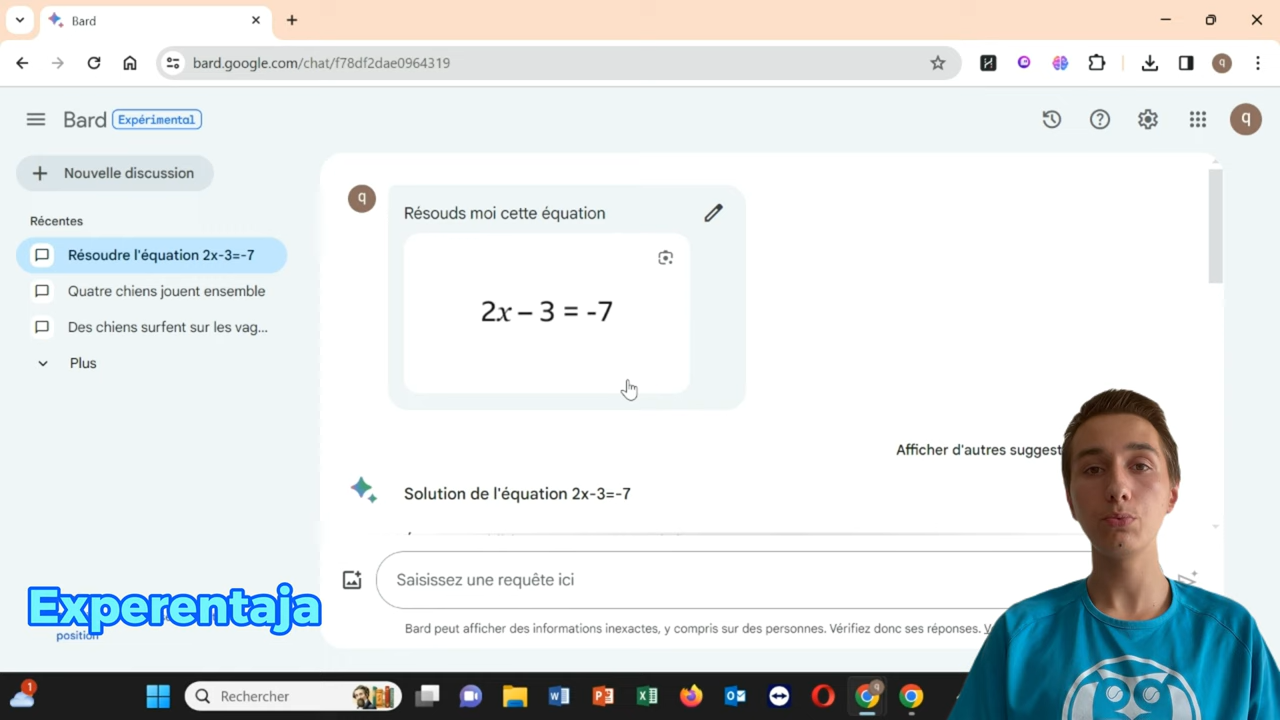 Bard
bard.google.com/chat/f78df2dae0964319
q
Bard Expérimental
q
Nouvelle discussion
Récentes
Résoudre l'équation 2x-3=-7
Quatre chiens jouent ensemble
Des chiens surfent sur les vag...
Plus
q
Résouds moi cette équation
2x – 3 = -7
Afficher d'autres suggest
Solution de l'équation 2x-3=-7
Saisissez une requête ici
Experentaja
position
Bard peut afficher des informations inexactes, y compris sur des personnes. Vérifiez donc ses réponses.
1
Rechercher
q